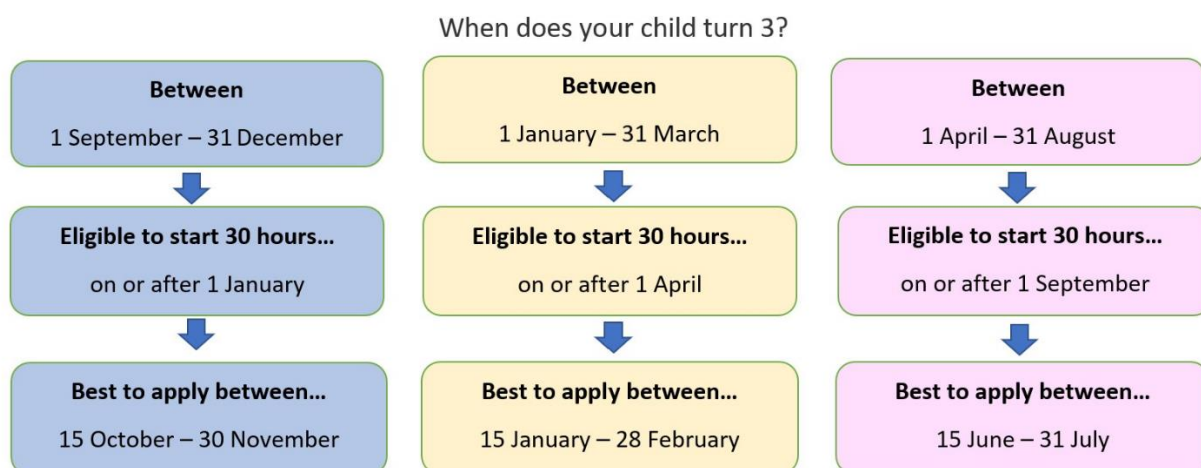 When does your child turn 3?
Between
1 September – 31 December
Eligible to start 30 hours...
on or after 1 January
Best to apply between...
15 October – 30 November
Between
1 January – 31 March
Eligible to start 30 hours...
on or after 1 April
Best to apply between...
15 January – 28 February
Between
1 April – 31 August
Eligible to start 30 hours...
on or after 1 September
Best to apply between...
15 June – 31 July